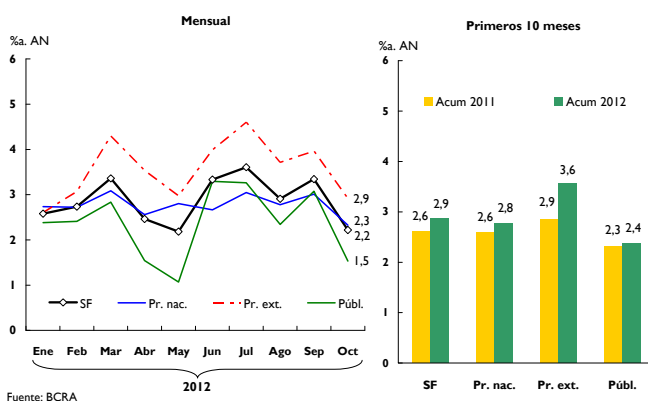 Mensual
%a. AN
6
5
4
3
2
1
0
2,9
2,3
2,2
1,5
SF
Pr. nac.
Pr. ext.
Públ.
Ene Feb Mar Abr May Jun Jul Ago Sep Oct
2012
Fuente: BCRA
Primeros 10 meses
%a. AN
6
5
4
3
2
1
0
Acum 2011
Acum 2012
2,6 2,9
2,6 2,8
2,9 3,6
2,3 2,4
SF Pr. nac. Pr. ext. Públ.